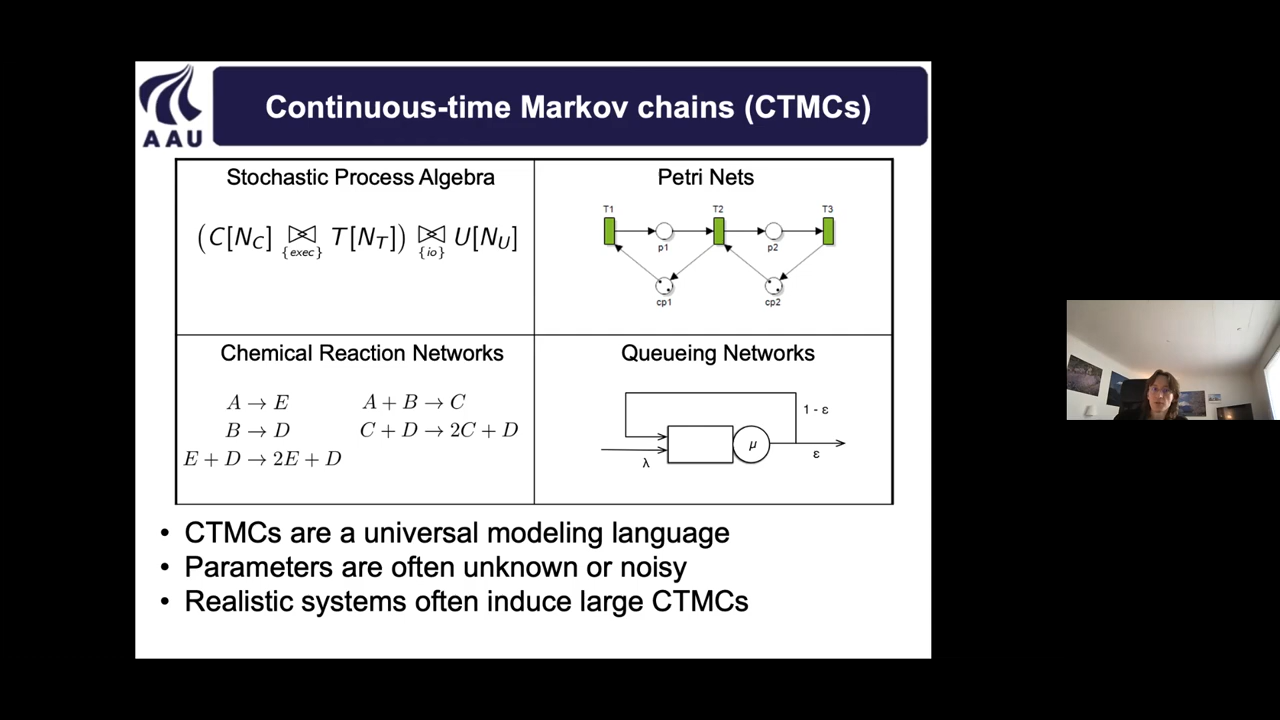 AAU
Continuous-time Markov chains (CTMCs)
Stochastic Process Algebra
(C[N_C] ⋈_{exec} T[N_T]) ⋈_{io} U[N_U]
Petri Nets
T1 T2 T3
p1 p2
cp1 cp2
Chemical Reaction Networks
A → E A + B → C
B → D C + D → 2C + D
E + D → 2E + D
Queueing Networks
1 - ε
μ
λ ε
• CTMCs are a universal modeling language
• Parameters are often unknown or noisy
• Realistic systems often induce large CTMCs